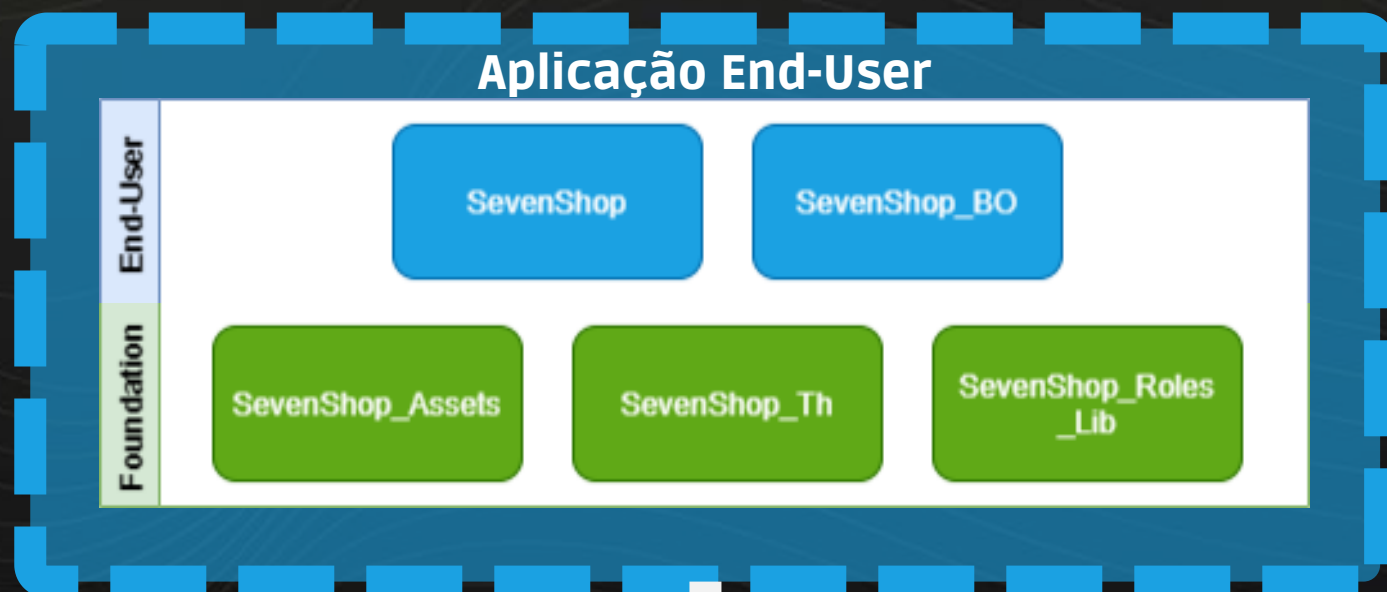 Aplicação End-User
End-User
SevenShop
SevenShop_BO
Foundation
SevenShop_Assets
SevenShop_Th
SevenShop_Roles
_Lib